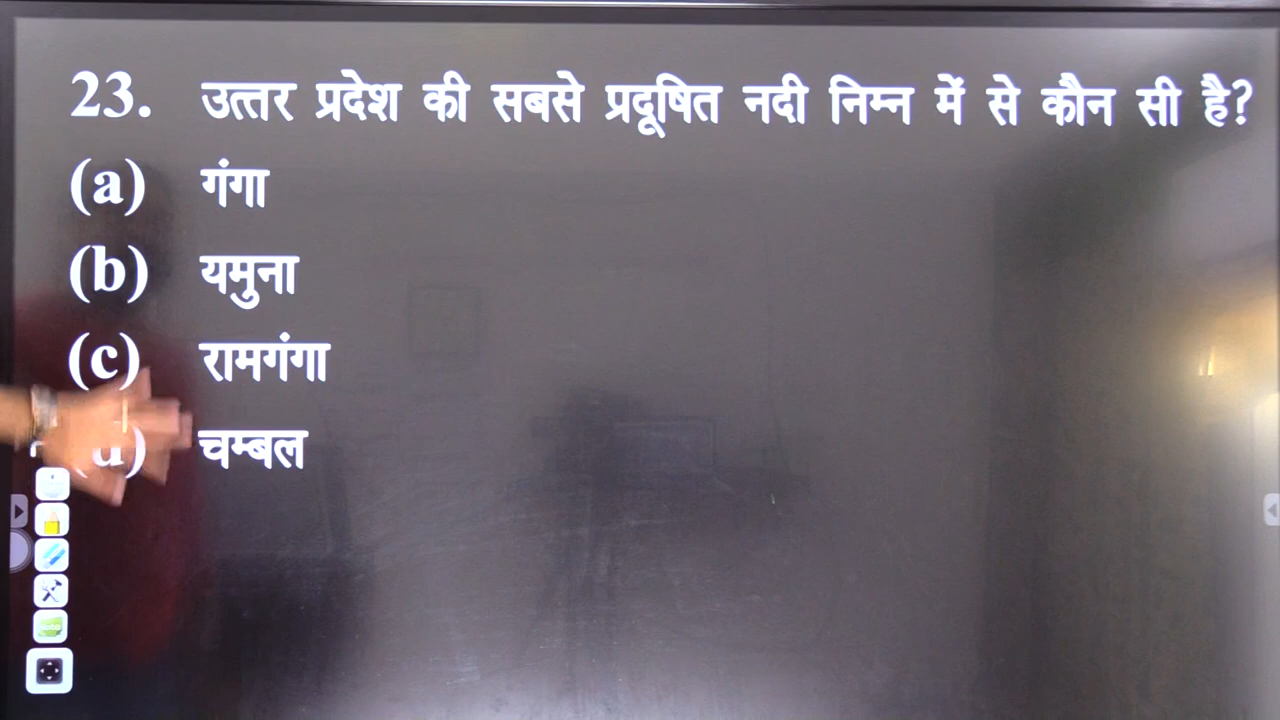 23. उत्तर प्रदेश की सबसे प्रदूषित नदी निम्न में से कौन सी है?
(a) गंगा
(b) यमुना
(c) रामगंगा
(d) चम्बल